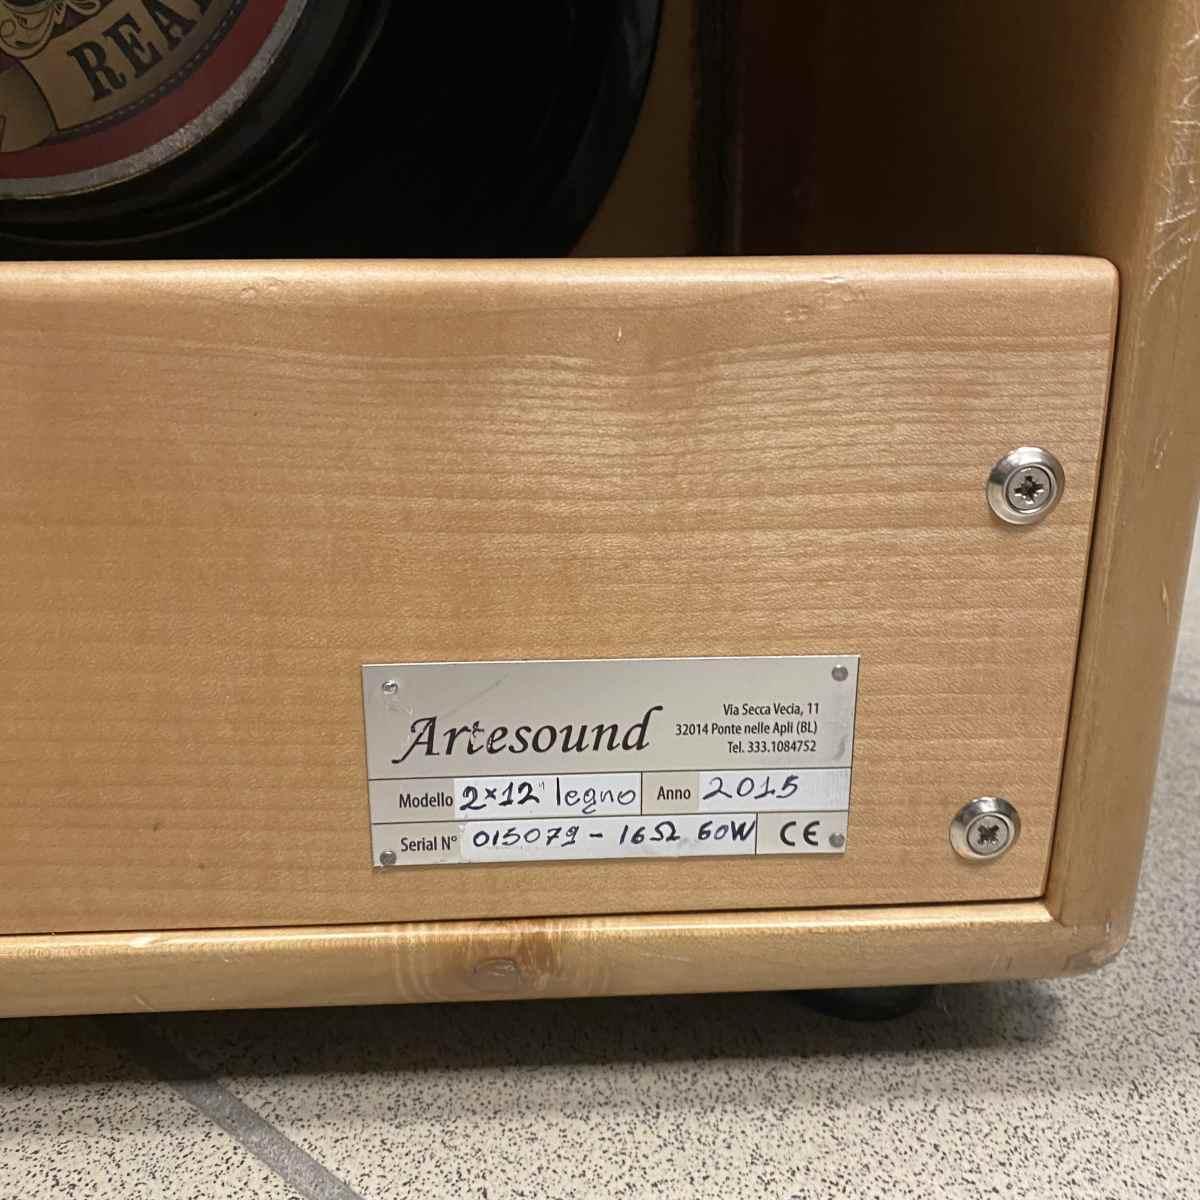 REA
Artesound
Via Secca Vecia, 11
32014 Ponte nelle Apli (BL)
Tel. 333.1084752
Modello 2x12" legno Anno 2015
Serial N° 015079 - 16Ω 60W CE